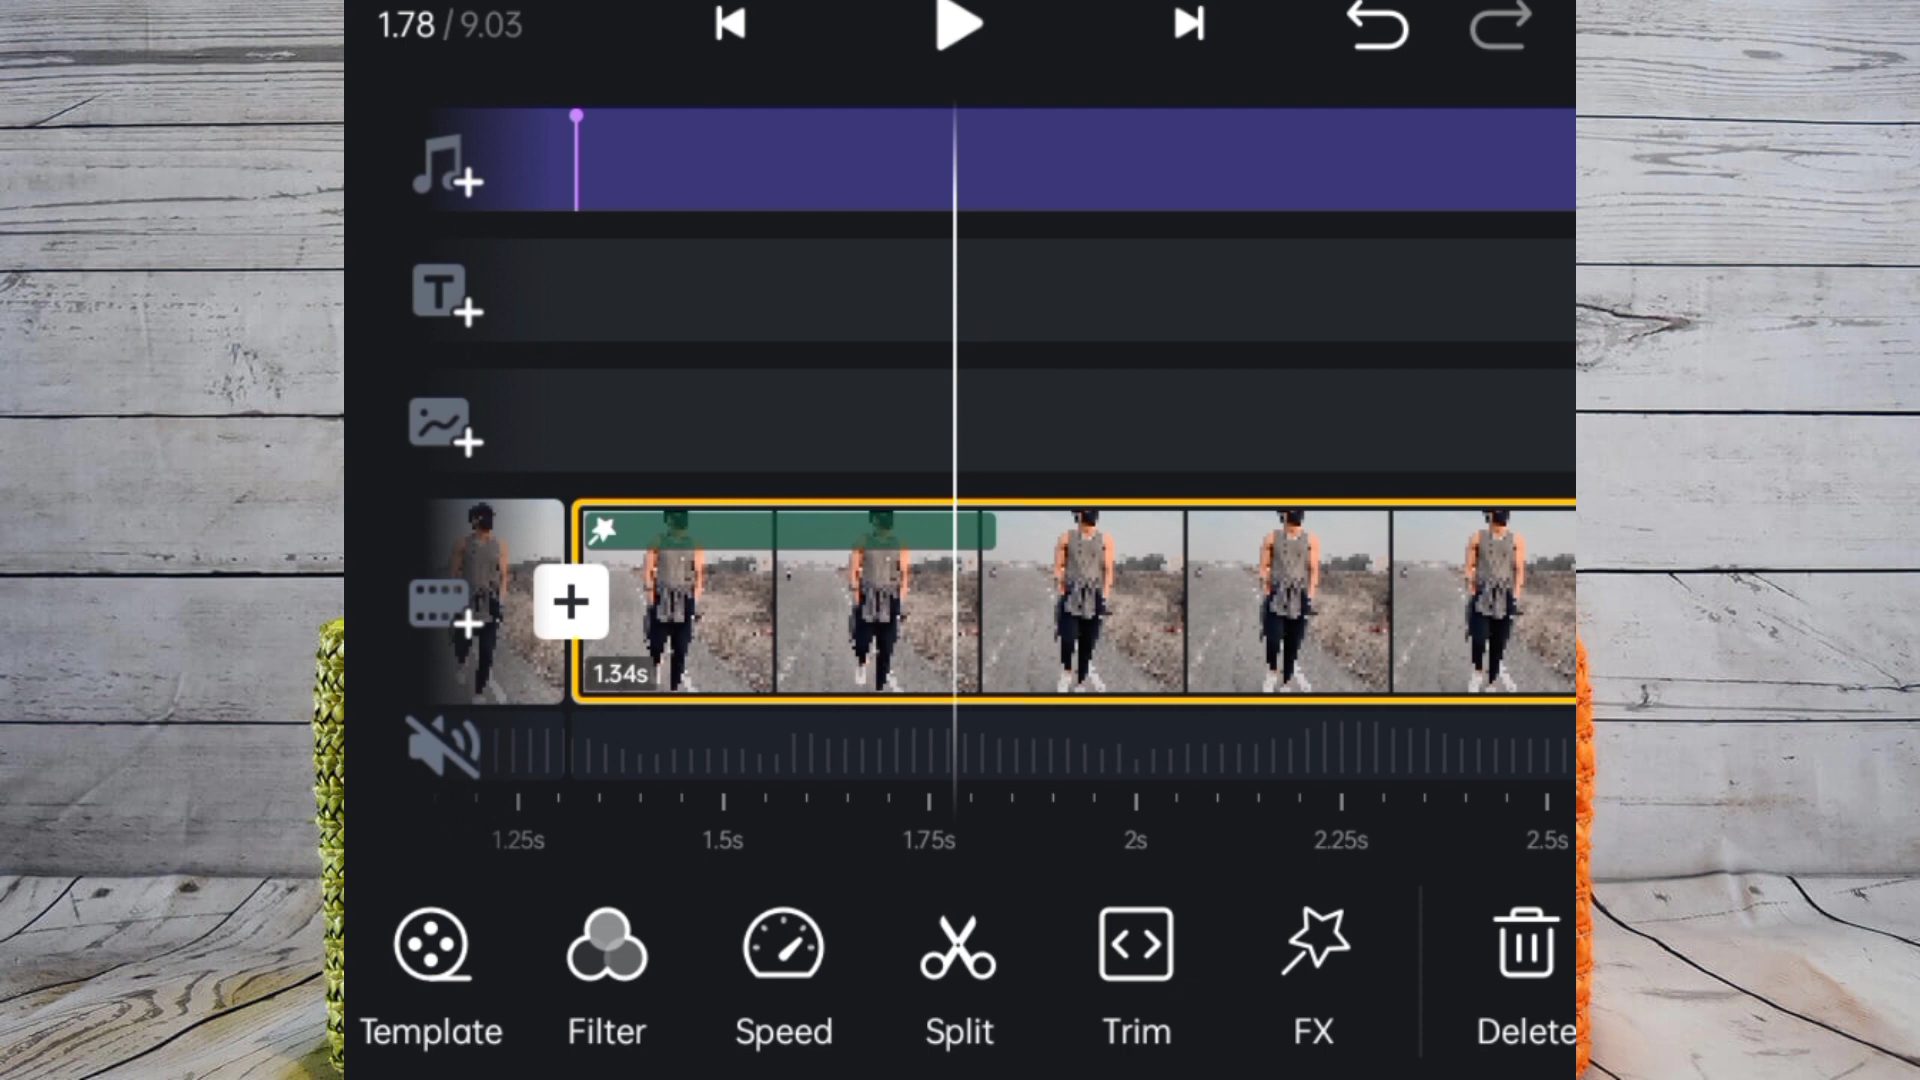 1.78 / 9.03
T
1.34s
1.25s 1.5s 1.75s 2s 2.25s 2.5s
Template Filter Speed Split Trim FX Delete